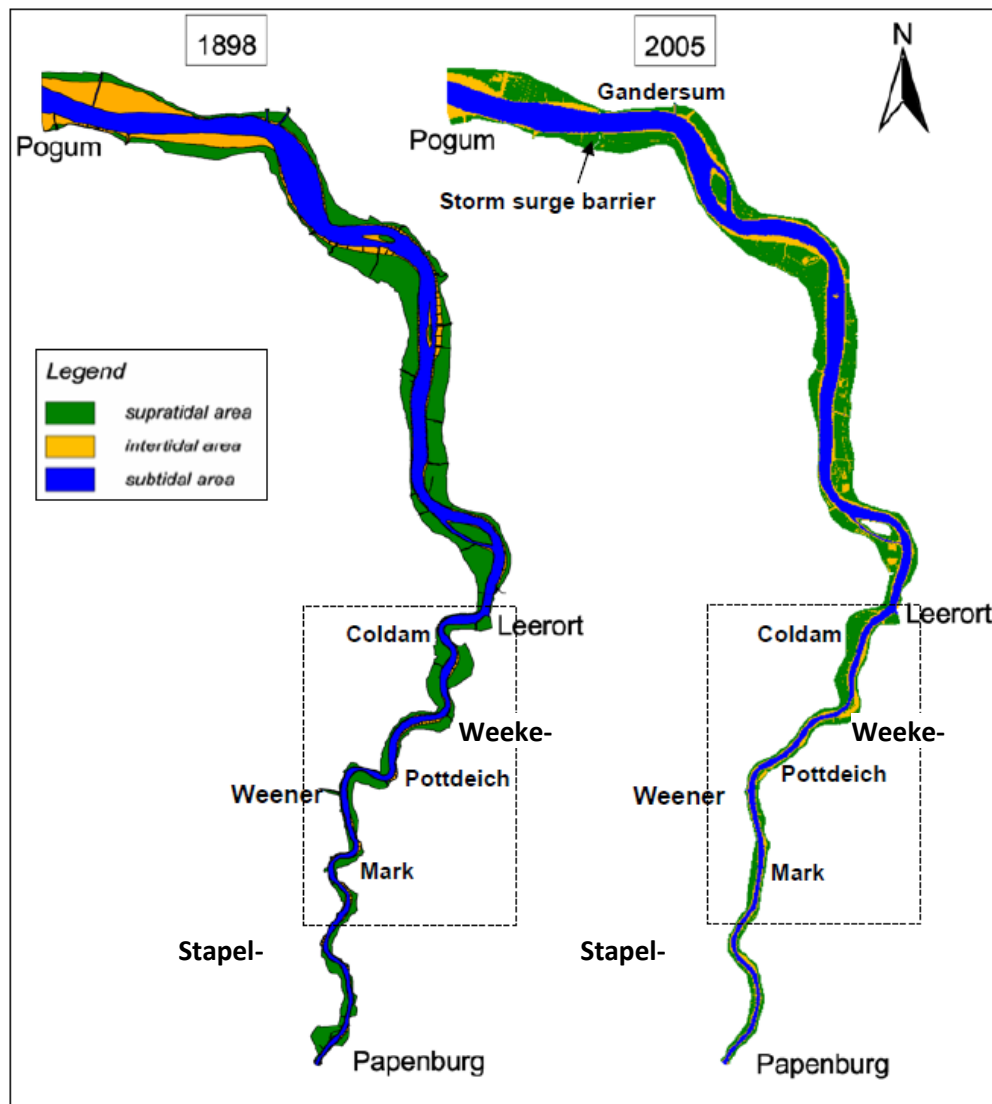 1898
2005
N
Gandersum
Pogum
Pogum
Storm surge barrier
Legend
supratidal area
intertidal area
subtidal area
Leerort
Leerort
Coldam
Coldam
Weeke-
Weeke-
Pottdeich
Pottdeich
Weener
Weener
Mark
Mark
Stapel-
Stapel-
Papenburg
Papenburg